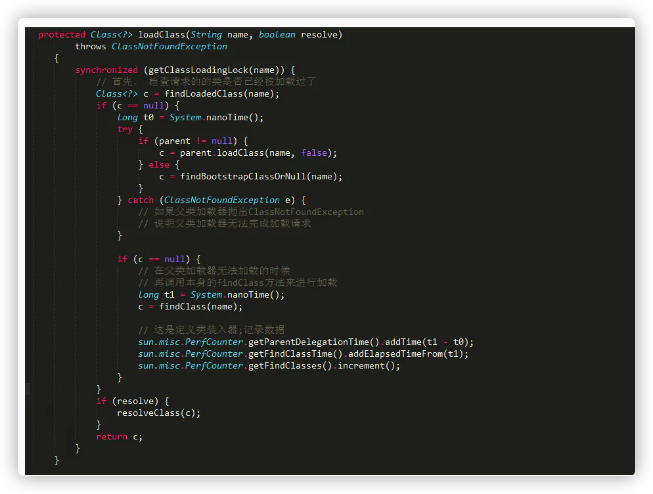 protected Class<?> loadClass(String name, boolean resolve)
throws ClassNotFoundException
{
synchronized (getClassLoadingLock(name)) {
// 首先, 检查请求的的类是否已经被加载过了
Class<?> c = findLoadedClass(name);
if (c == null) {
long t0 = System.nanoTime();
try {
if (parent != null) {
c = parent.loadClass(name, false);
} else {
c = findBootstrapClassOrNull(name);
}
} catch (ClassNotFoundException e) {
// 如果父类加载器抛出ClassNotFoundException
// 说明父类加载器无法完成加载请求
}
if (c == null) {
// 在父类加载器无法加载的时候
// 再调用本身的findClass方法来进行加载
long t1 = System.nanoTime();
c = findClass(name);
// 这是定义类装入器;记录数据
sun.misc.PerfCounter.getParentDelegationTime().addTime(t1 - t0);
sun.misc.PerfCounter.getFindClassTime().addElapsedTimeFrom(t1);
sun.misc.PerfCounter.getFindClasses().increment();
}
}
if (resolve) {
resolveClass(c);
}
return c;
}
}